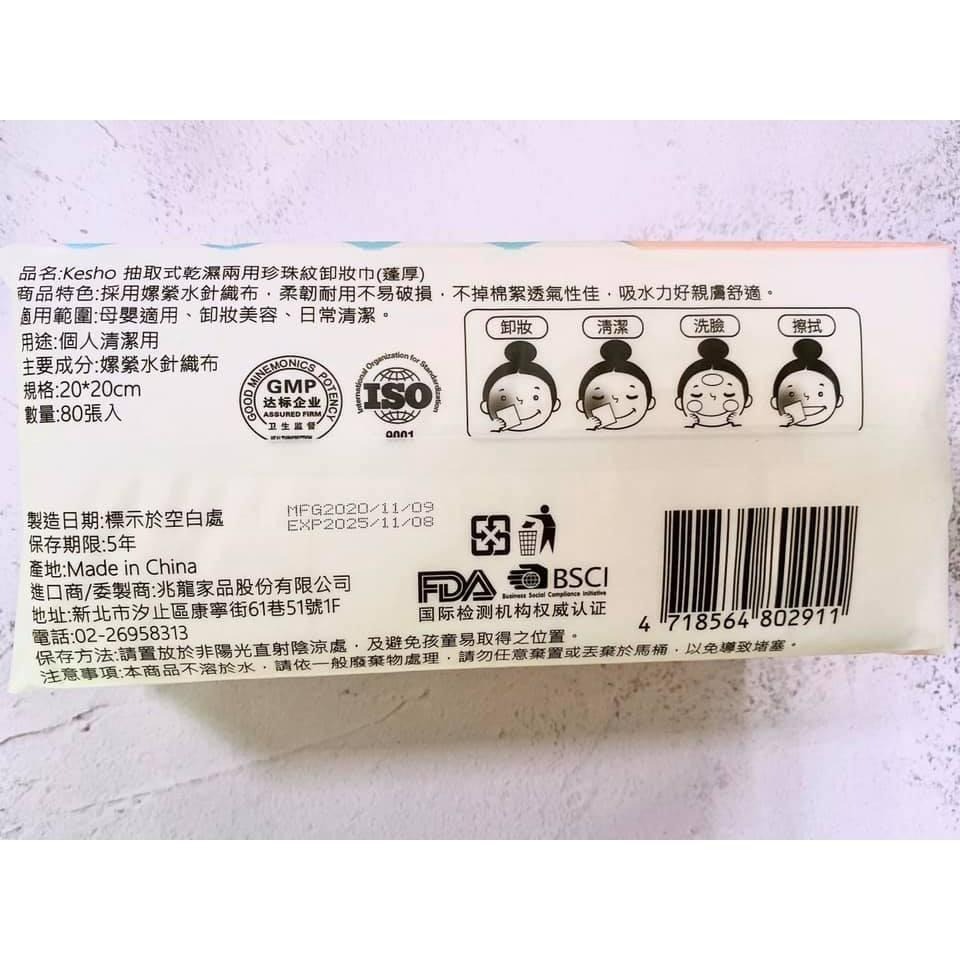 品名:Kesho 抽取式乾濕兩用珍珠紋卸妝巾(蓬厚)
商品特色:採用嫘縈水針織布，柔韌耐用不易破損，不掉棉絮透氣性佳，吸水力好親膚舒適。
適用範圍:母嬰適用、卸妝美容、日常清潔。
用途:個人清潔用
主要成分:嫘縈水針織布
規格:20*20cm
數量:80張入
GOOD MNEMONICS POTENCY
GMP
达标企业
ASSURED FIRM
卫生监督
International Organization for Standardization
ISO
9001
卸妝
清潔
洗臉
擦拭
製造日期:標示於空白處
MFG2020/11/09
EXP2025/11/08
保存期限:5年
產地:Made in China
進口商/委製商:兆龍家品股份有限公司
地址:新北市汐止區康寧街61巷51號1F
電話:02-26958313
保存方法:請置放於非陽光直射陰涼處，及避免孩童易取得之位置。
注意事項:本商品不溶於水，請依一般廢棄物處理，請勿任意棄置或丟棄於馬桶，以免導致堵塞。
FDA
BSCI
Business Social Compliance Initiative
国际检测机构权威认证
4 718564 802911